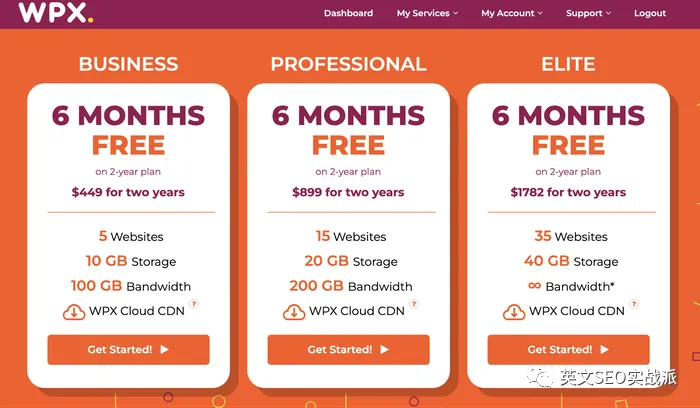 WPX.
Dashboard My Services My Account Support Logout
BUSINESS
6 MONTHS
FREE
on 2-year plan
$449 for two years
5 Websites
10 GB Storage
100 GB Bandwidth
WPX Cloud CDN ?
Get Started!
PROFESSIONAL
6 MONTHS
FREE
on 2-year plan
$899 for two years
15 Websites
20 GB Storage
200 GB Bandwidth
WPX Cloud CDN ?
Get Started!
ELITE
6 MONTHS
FREE
on 2-year plan
$1782 for two years
35 Websites
40 GB Storage
∞ Bandwidth*
WPX Cloud CDN ?
Get Started!
英文SEO实战派